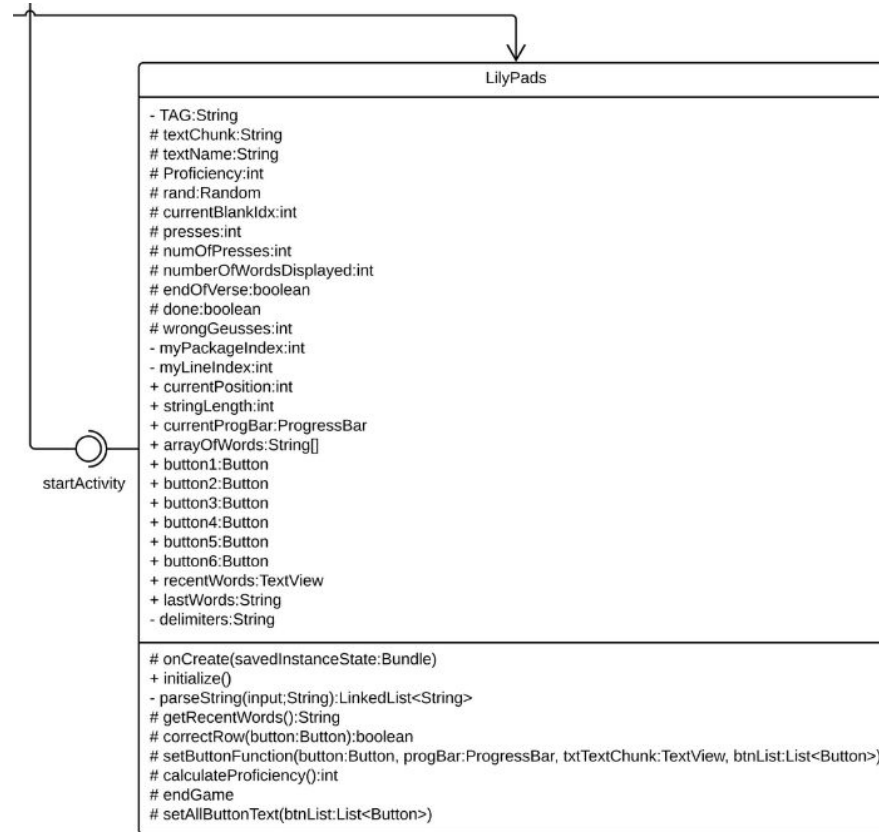 LilyPads
- TAG:String
# textChunk:String
# textName:String
# Proficiency:int
# rand:Random
# currentBlankIdx:int
# presses:int
# numOfPresses:int
# numberOfWordsDisplayed:int
# endOfVerse:boolean
# done:boolean
# wrongGeusses:int
- myPackageIndex:int
- myLineIndex:int
+ currentPosition:int
+ stringLength:int
+ currentProgBar:ProgressBar
+ arrayOfWords:String[]
+ button1:Button
+ button2:Button
+ button3:Button
+ button4:Button
+ button5:Button
+ button6:Button
+ recentWords:TextView
+ lastWords:String
- delimiters:String
startActivity
# onCreate(savedInstanceState:Bundle)
+ initialize()
- parseString(input;String):LinkedList<String>
# getRecentWords():String
# correctRow(button:Button):boolean
# setButtonFunction(button:Button, progBar:ProgressBar, txtTextChunk:TextView, btnList:List<Button>)
# calculateProficiency():int
# endGame
# setAllButtonText(btnList:List<Button>)